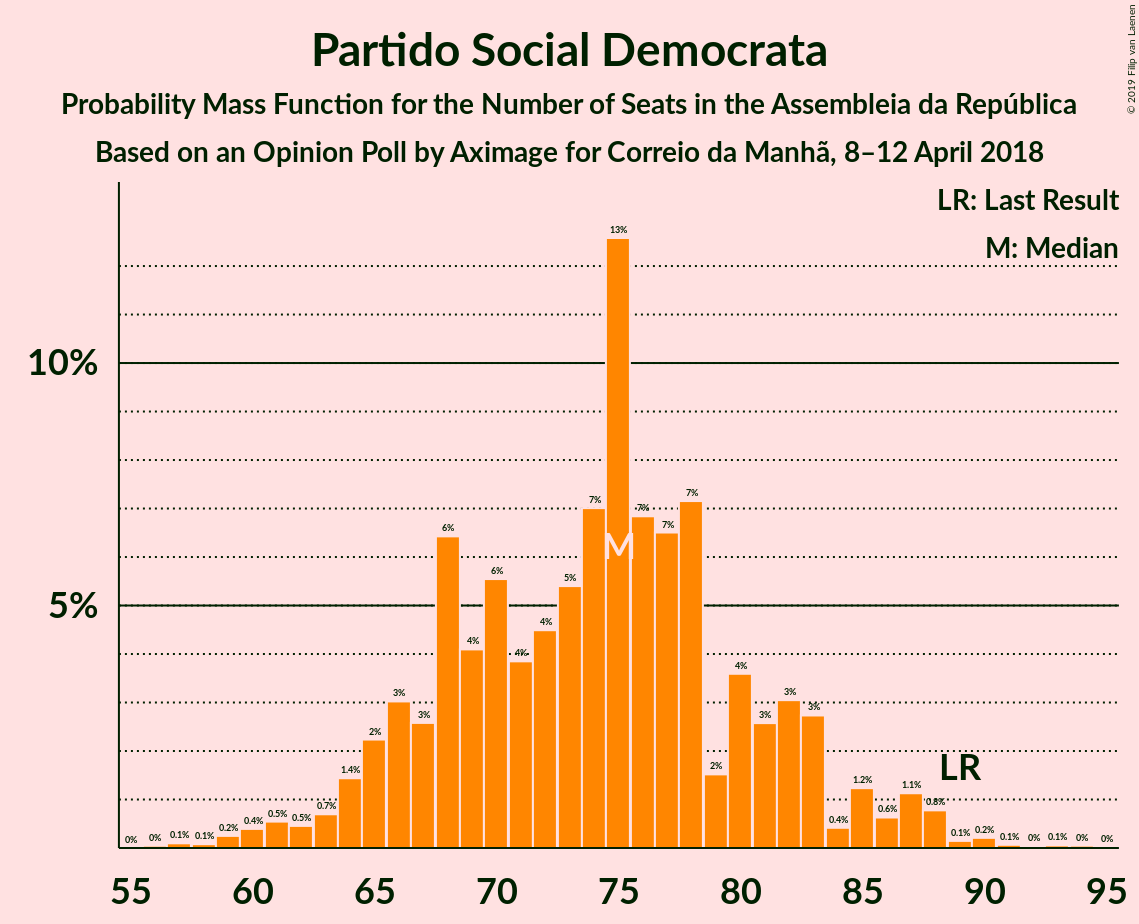 Partido Social Democrata
Probability Mass Function for the Number of Seats in the Assembleia da República
Based on an Opinion Poll by Aximage for Correio da Manhã, 8–12 April 2018
© 2019 Filip van Laenen
LR: Last Result
M: Median
10%
5%
0% 0% 0.1% 0.1% 0.2% 0.4% 0.5% 0.5% 0.7% 1.4% 2% 3% 3% 6% 4% 6% 4% 4% 5% 7% 13% 7% 7% 7% 2% 4% 3% 3% 3% 0.4% 1.2% 0.6% 1.1% 0.8% 0.1% 0.2% 0.1% 0% 0.1% 0% 0%
M
LR
55 60 65 70 75 80 85 90 95